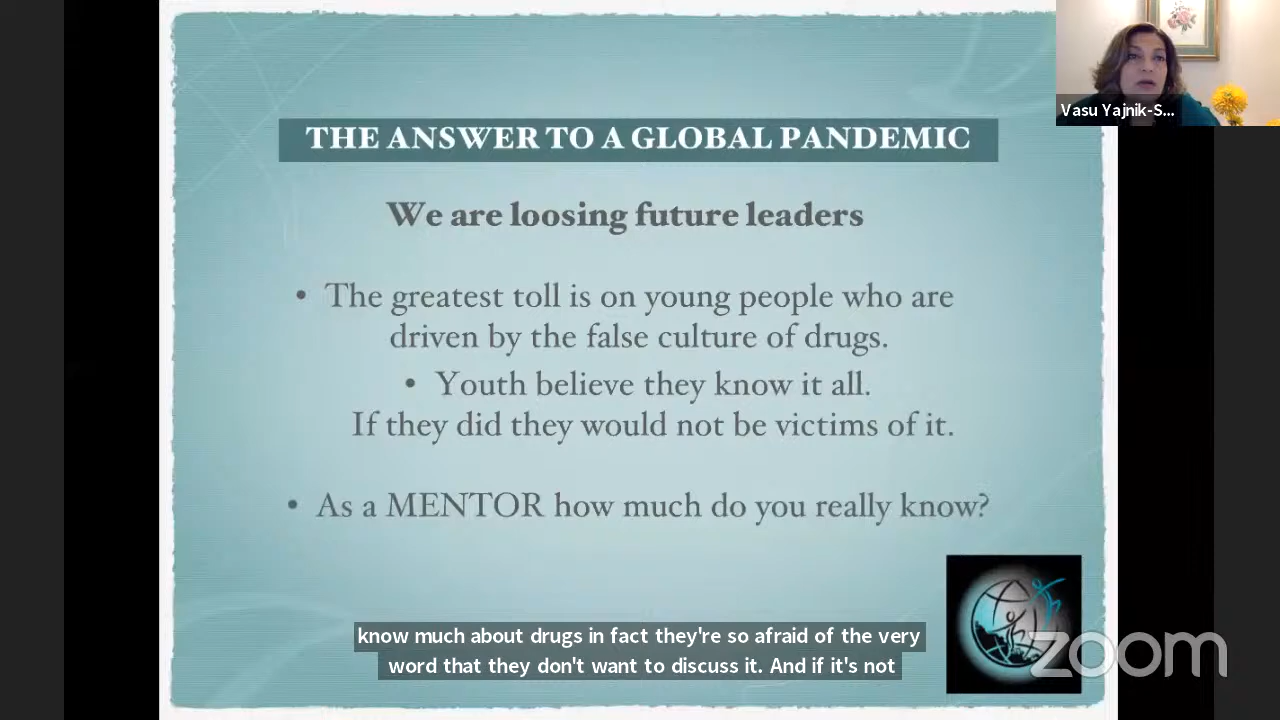 Vasu Yajnik-S...
THE ANSWER TO A GLOBAL PANDEMIC
We are loosing future leaders
• The greatest toll is on young people who are
driven by the false culture of drugs.
• Youth believe they know it all.
If they did they would not be victims of it.
• As a MENTOR how much do you really know?
know much about drugs in fact they're so afraid of the very
word that they don't want to discuss it. And if it's not
zoom